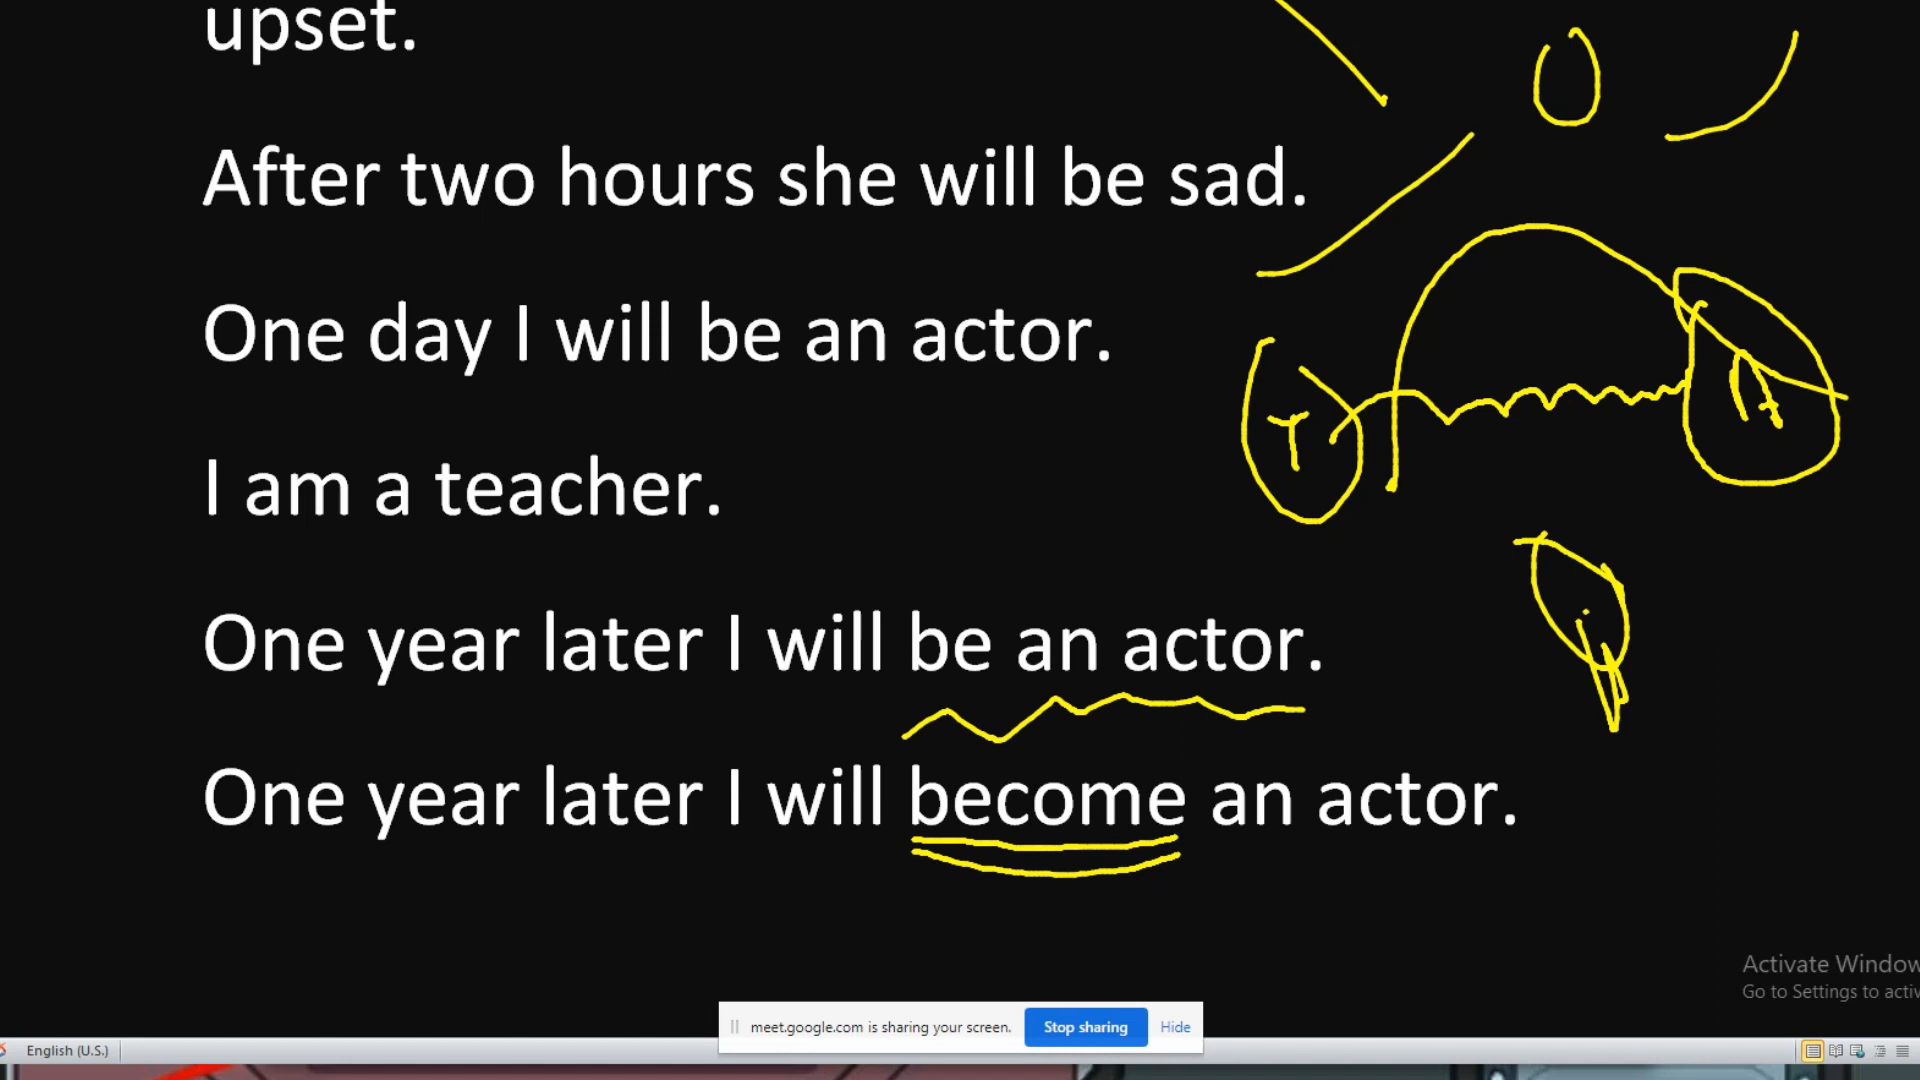 upset.
After two hours she will be sad.
One day I will be an actor.
I am a teacher.
T
A
One year later I will be an actor.
One year later I will become an actor.
Activate Window
Go to Settings to activ
meet.google.com is sharing your screen. Stop sharing Hide
English (U.S.)